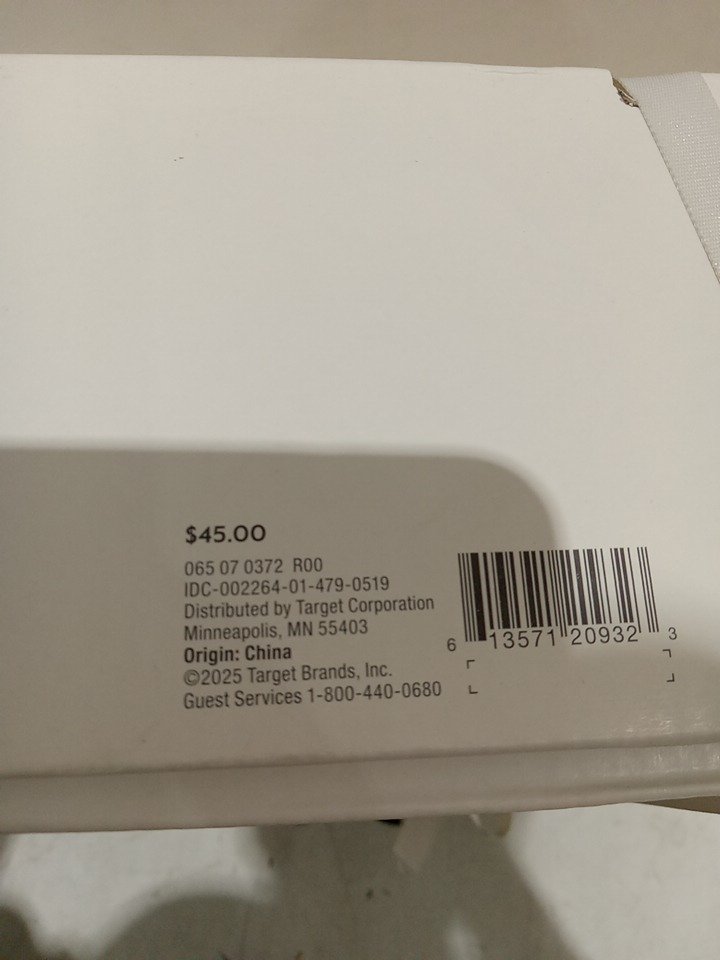 $45.00
065 07 0372 R00
IDC-002264-01-479-0519
Distributed by Target Corporation
Minneapolis, MN 55403
Origin: China
©2025 Target Brands, Inc.
Guest Services 1-800-440-0680
6 13571 20932 3